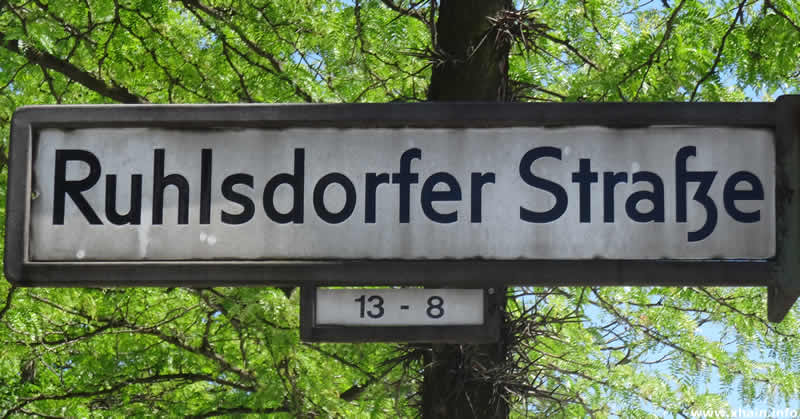 Ruhlsdorfer Straße
13 - 8
www.xhain.info